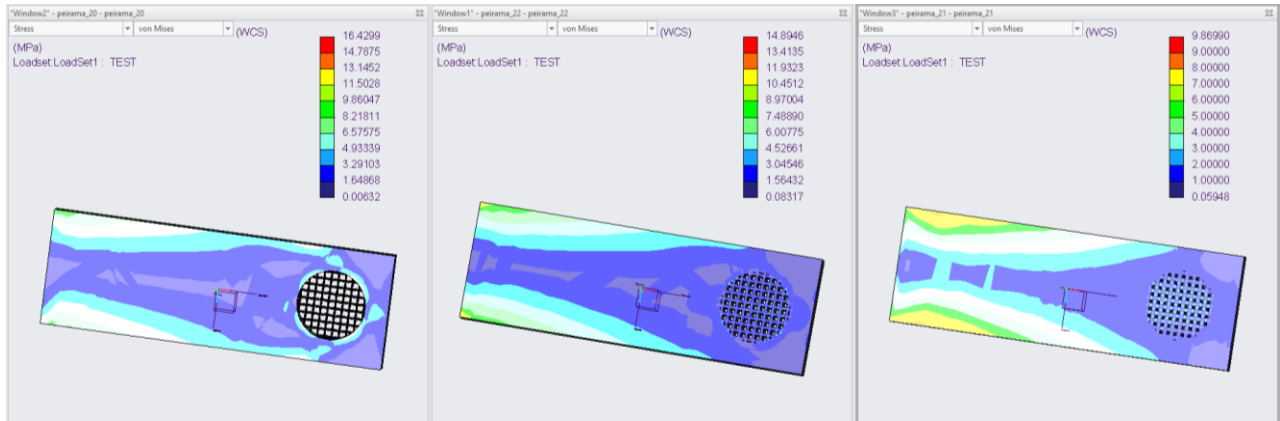 "Window2" - peirama_20 - peirama_20
Stress von Mises (WCS)
(MPa)
Loadset:LoadSet1 : TEST
16.4299
14.7875
13.1452
11.5028
9.86047
8.21811
6.57575
4.93339
3.29103
1.64868
0.00632
"Window1" - peirama_22 - peirama_22
Stress von Mises (WCS)
(MPa)
Loadset:LoadSet1 : TEST
14.8946
13.4135
11.9323
10.4512
8.97004
7.48890
6.00775
4.52661
3.04546
1.56432
0.08317
"Window3" - peirama_21 - peirama_21
Stress von Mises (WCS)
(MPa)
Loadset:LoadSet1 : TEST
9.86990
9.00000
8.00000
7.00000
6.00000
5.00000
4.00000
3.00000
2.00000
1.00000
0.05948